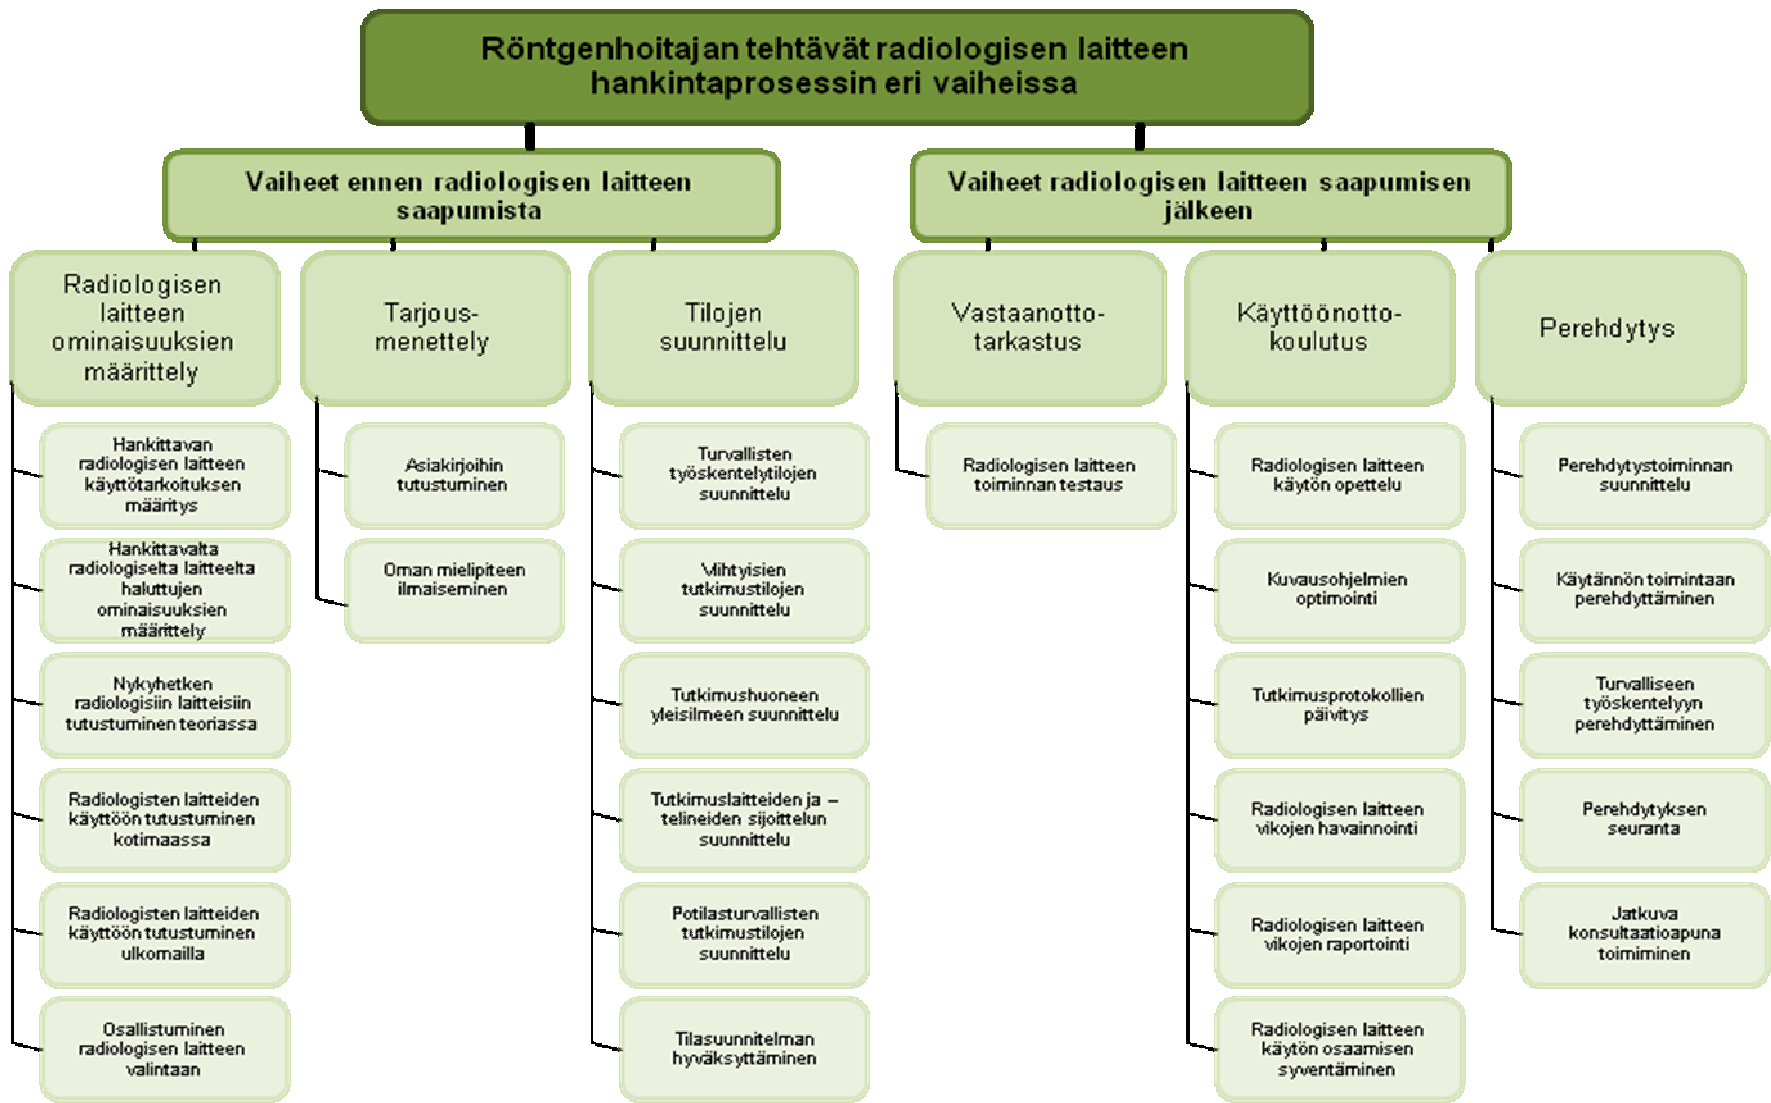 Röntgenhoitajan tehtävät radiologisen laitteen
hankintaprosessin eri vaiheissa
Vaiheet ennen radiologisen laitteen
saapumista
Vaiheet radiologisen laitteen saapumisen
jälkeen
Radiologisen
laitteen
ominaisuuksien
määrittely
Tarjous-
menettely
Tilojen
suunnittelu
Vastaanotto-
tarkastus
Käyttöönotto-
koulutus
Perehdytys
Hankittavan
radiologisen laitteen
käyttötarkoituksen
määritys
Hankittavalta
radiologiselta laitteelta
haluttujen
ominaisuuksien
määrittely
Nykyhetken
radiologisiin laitteisiin
tutustuminen teoriassa
Radiologisten laitteiden
käyttöön tutustuminen
kotimaassa
Radiologisten laitteiden
käyttöön tutustuminen
ulkomailla
Osallistuminen
radiologisen laitteen
valintaan
Asiakirjoihin
tutustuminen
Oman mielipiteen
ilmaiseminen
Turvallisten
työskentelytilojen
suunnittelu
Viihtyisien
tutkimustilojen
suunnittelu
Tutkimushuoneen
yleisilmeen suunnittelu
Tutkimuslaitteiden ja –
telineiden sijoittelun
suunnittelu
Potilasturvallisten
tutkimustilojen
suunnittelu
Tilasuunnitelman
hyväksyttäminen
Radiologisen laitteen
toiminnan testaus
Radiologisen laitteen
käytön opettelu
Kuvausohjelmien
optimointi
Tutkimusprotokollien
päivitys
Radiologisen laitteen
vikojen havainnointi
Radiologisen laitteen
vikojen raportointi
Radiologisen laitteen
käytön osaamisen
syventäminen
Perehdytystoiminnan
suunnittelu
Käytännön toimintaan
perehdyttäminen
Turvalliseen
työskentelyyn
perehdyttäminen
Perehdytyksen
seuranta
Jatkuva
konsultaatioapuna
toimiminen